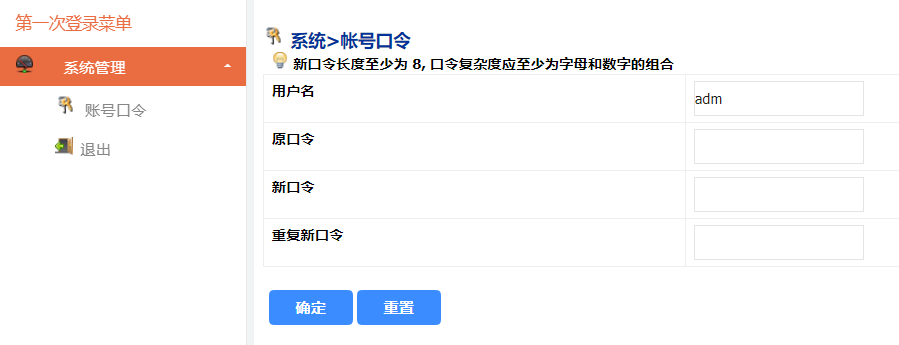 第一次登录菜单
系统管理
账号口令
退出
系统>帐号口令
新口令长度至少为 8, 口令复杂度应至少为字母和数字的组合
用户名
adm
原口令
新口令
重复新口令
确定
重置